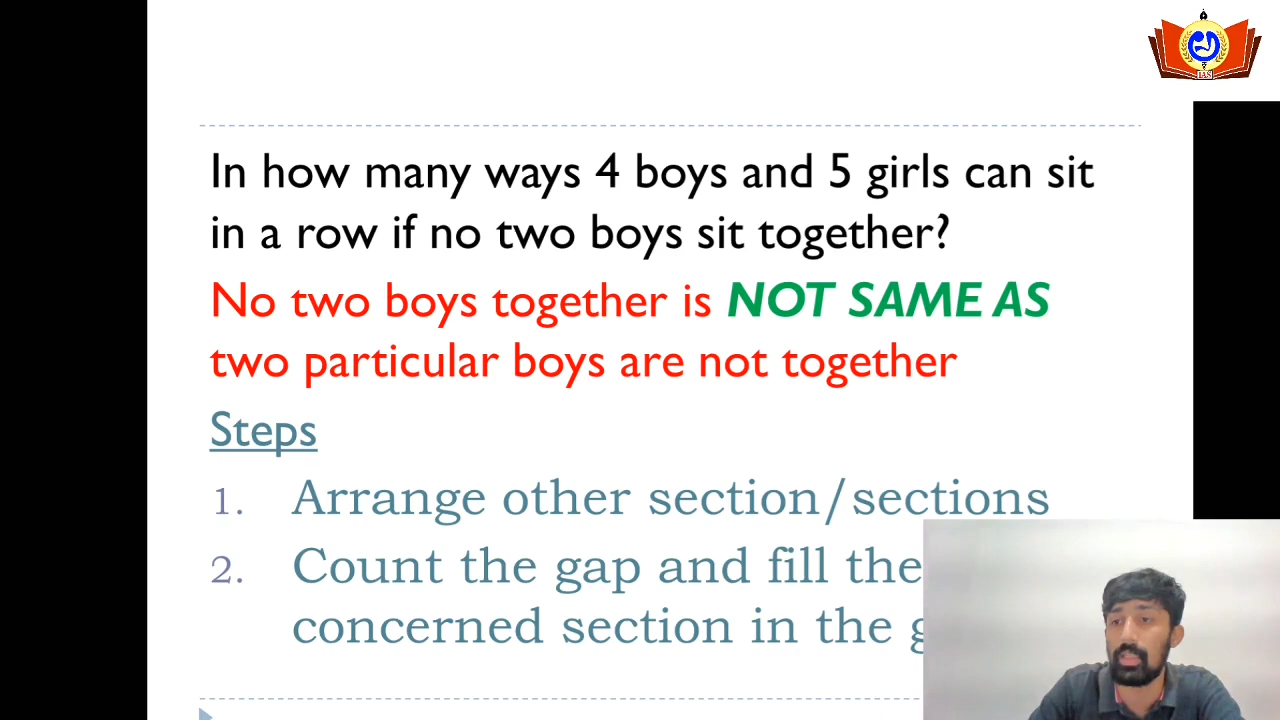 IAS
In how many ways 4 boys and 5 girls can sit
in a row if no two boys sit together?
No two boys together is NOT SAME AS
two particular boys are not together
Steps
1. Arrange other section/sections
2. Count the gap and fill the
concerned section in the